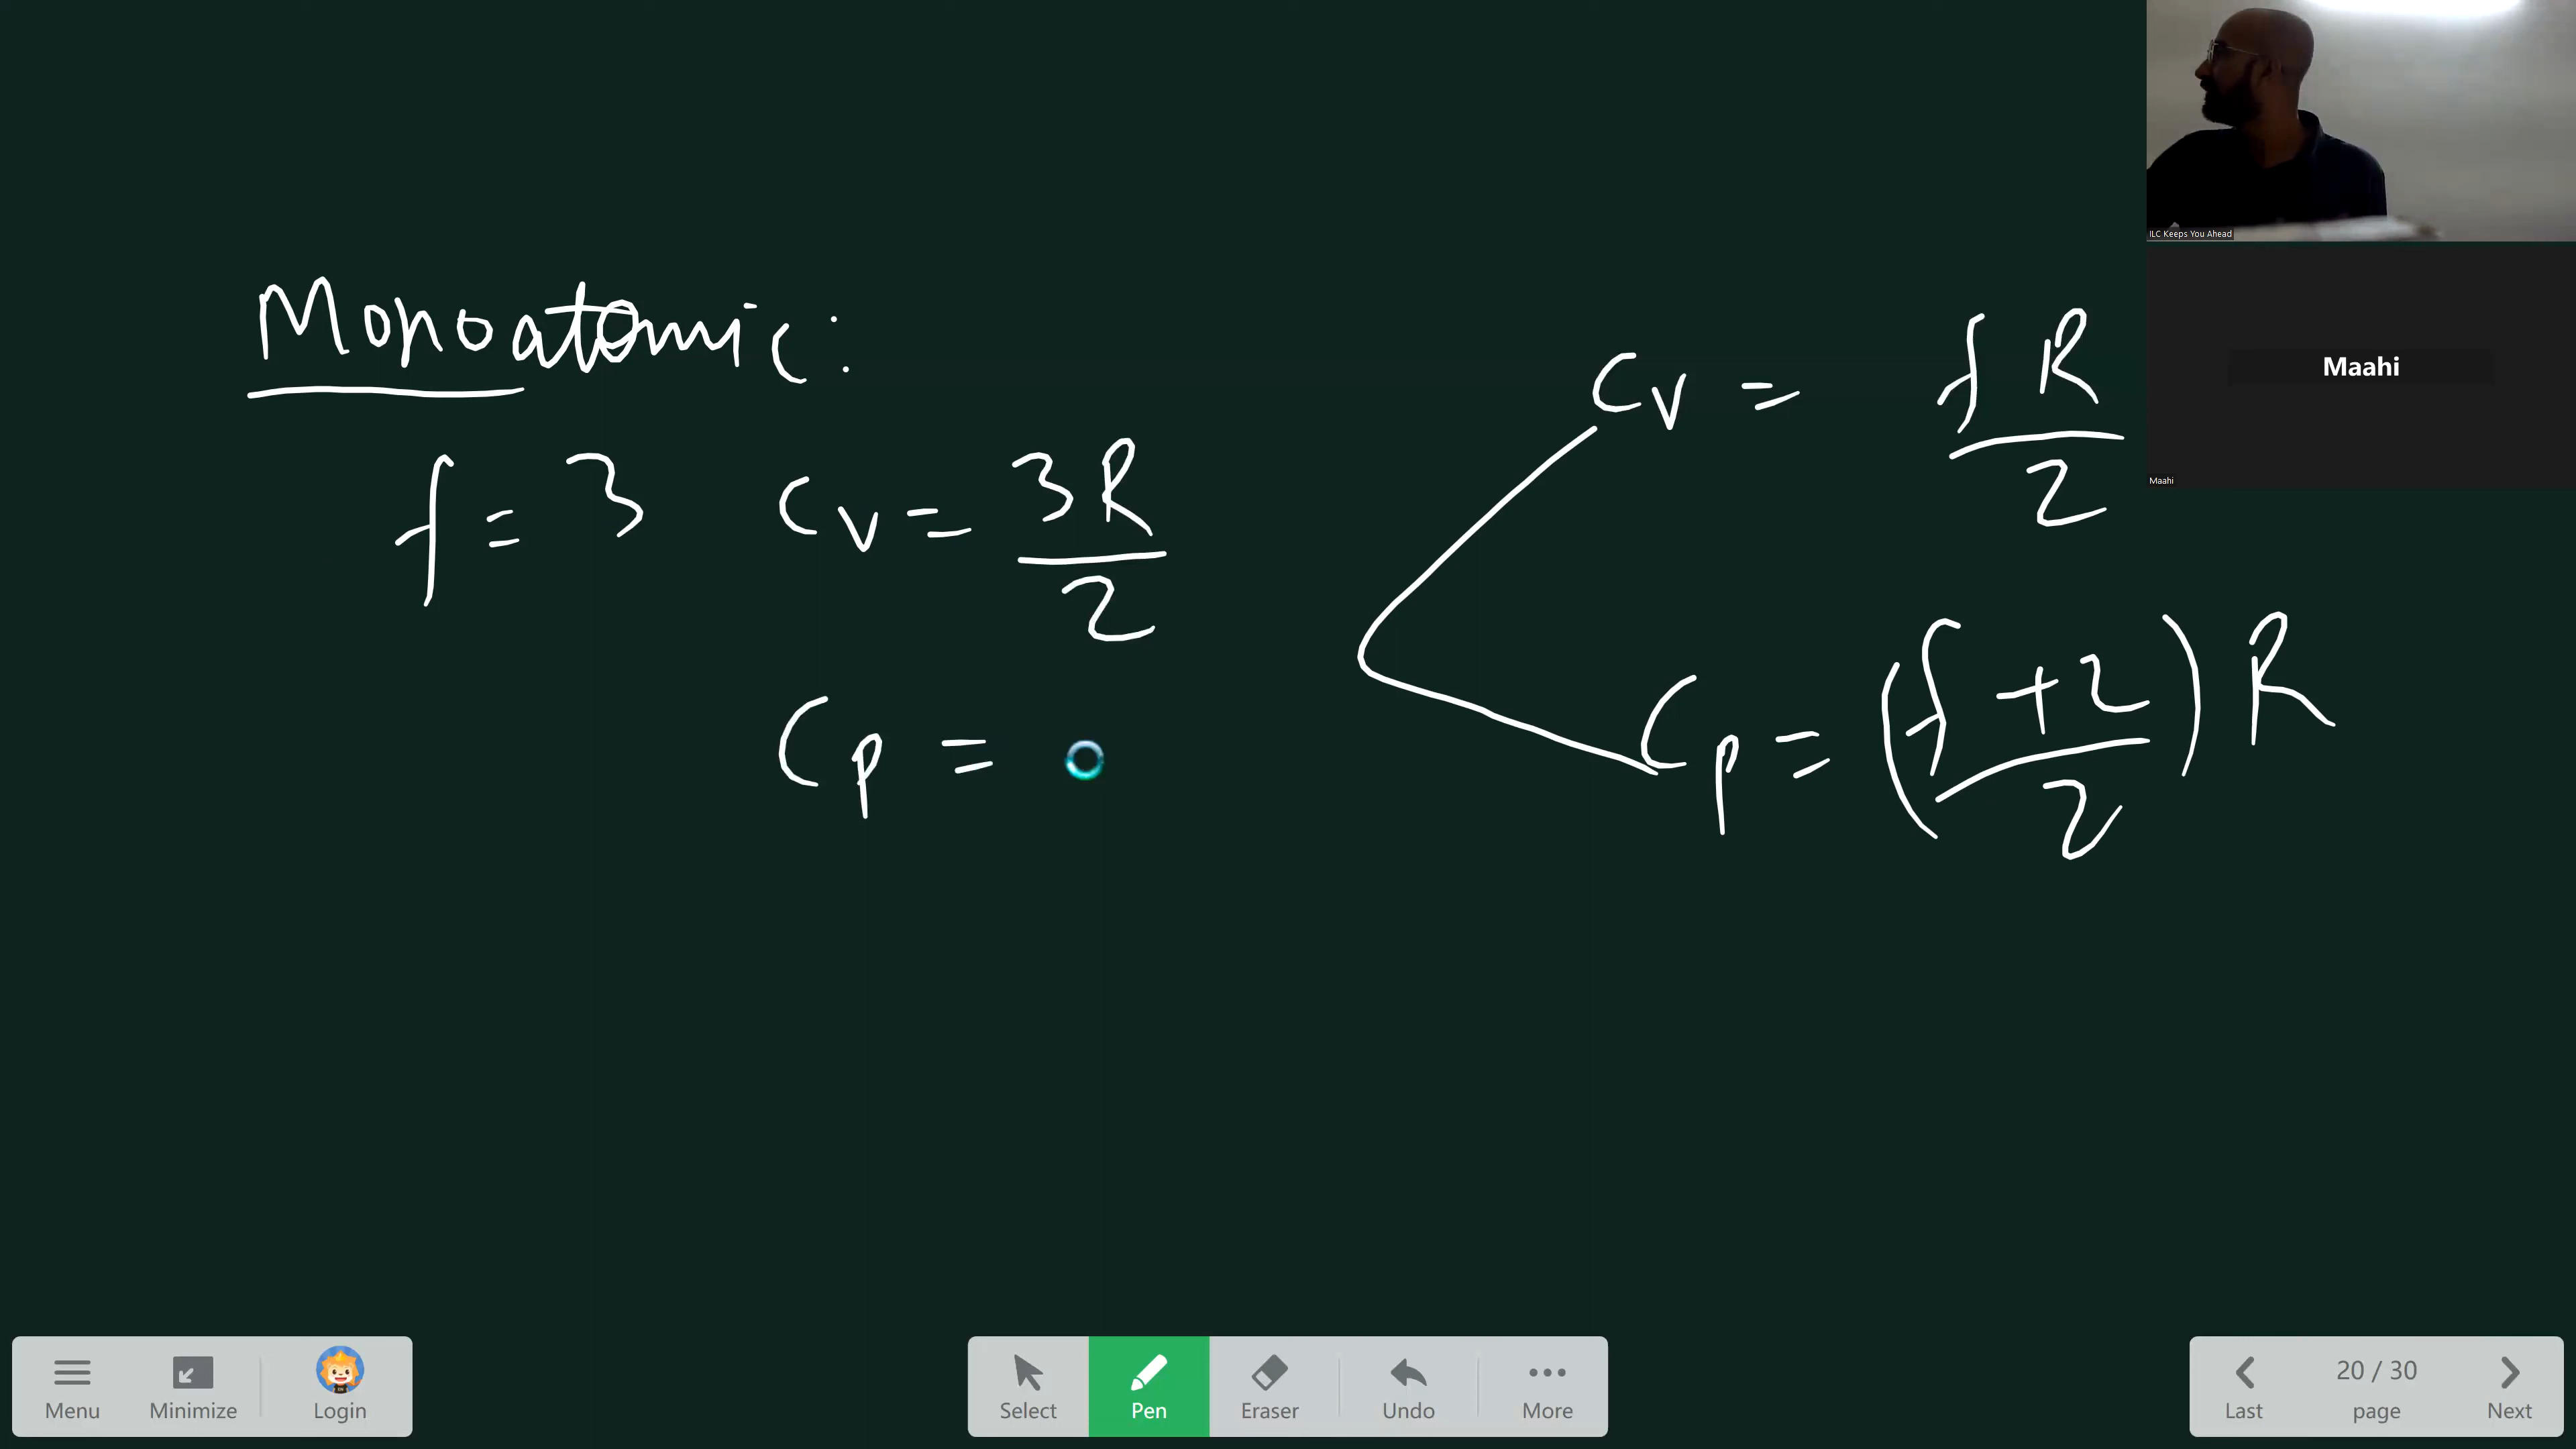 ILC Keeps You Ahead
Maahi
Maahi
Monoatomic:
f = 3
Cv = 3R/2
Cp =
Cv = fR/2
Cp = (f+2/2) R
Menu
Minimize
Login
Select
Pen
Eraser
Undo
More
Last
20 / 30
page
Next